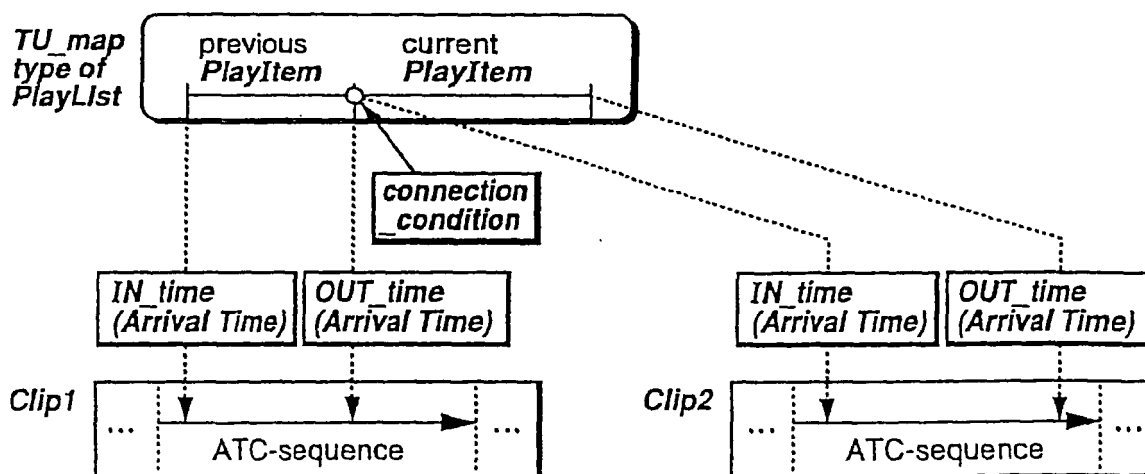 TU_map
type of
PlayLIst
previous
PlayItem
current
PlayItem
connection
_condition
IN_time
(Arrival Time)
OUT_time
(Arrival Time)
IN_time
(Arrival Time)
OUT_time
(Arrival Time)
Clip1
...
ATC-sequence
...
Clip2
...
ATC-sequence
...